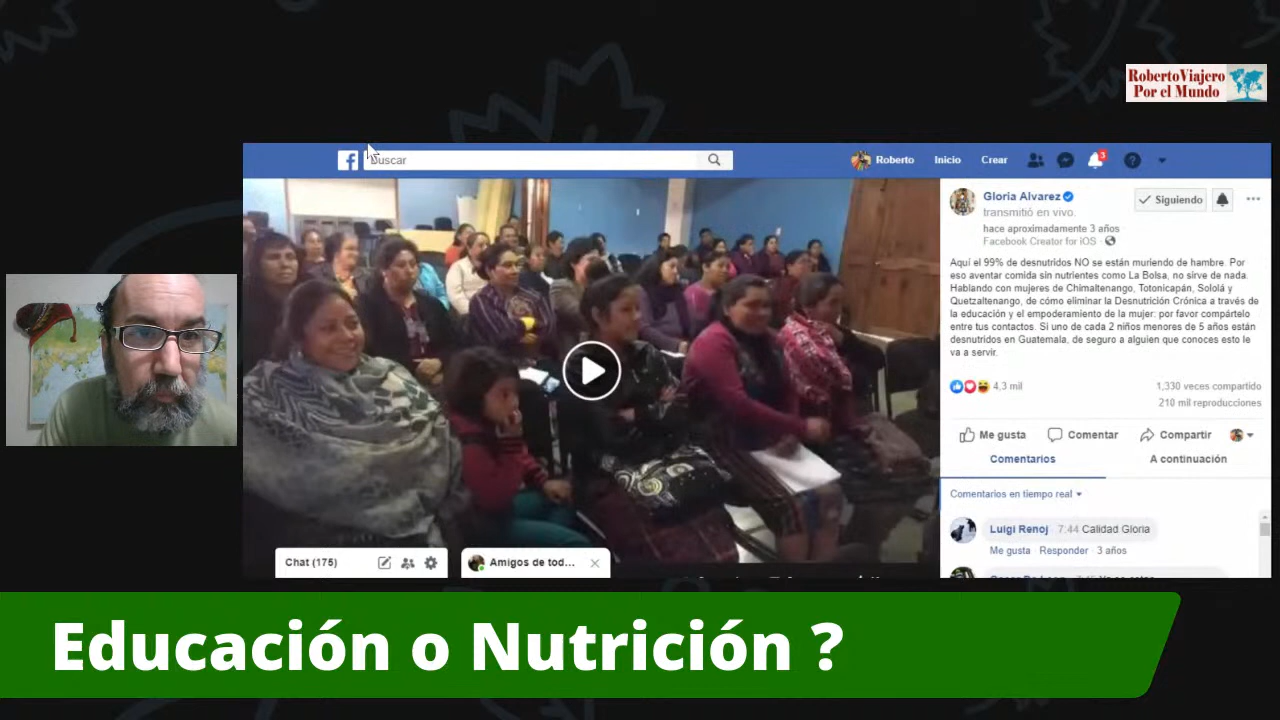 RobertoViajero
Por el Mundo
Buscar
Roberto
Inicio
Crear
3
Gloria Alvarez
transmitió en vivo.
hace aproximadamente 3 años
Facebook Creator for iOS ·
Siguiendo
Aquí el 99% de desnutridos NO se están muriendo de hambre. Por
eso aventar comida sin nutrientes como La Bolsa, no sirve de nada.
Hablando con mujeres de Chimaltenango, Totonicapán, Sololá y
Quetzaltenango, de cómo eliminar la Desnutrición Crónica a través de
la educación y el empoderamiento de la mujer: por favor compártelo
entre tus contactos. Si uno de cada 2 niños menores de 5 años están
desnutridos en Guatemala, de seguro a alguien que conoces esto le
va a servir.
4,3 mil
1,330 veces compartido
210 mil reproducciones
Me gusta
Comentar
Compartir
Comentarios
A continuación
Comentarios en tiempo real
Luigi Renoj · 7:44 Calidad Gloria
Me gusta Responder · 3 años
Chat (175)
Amigos de tod...
Educación o Nutrición ?